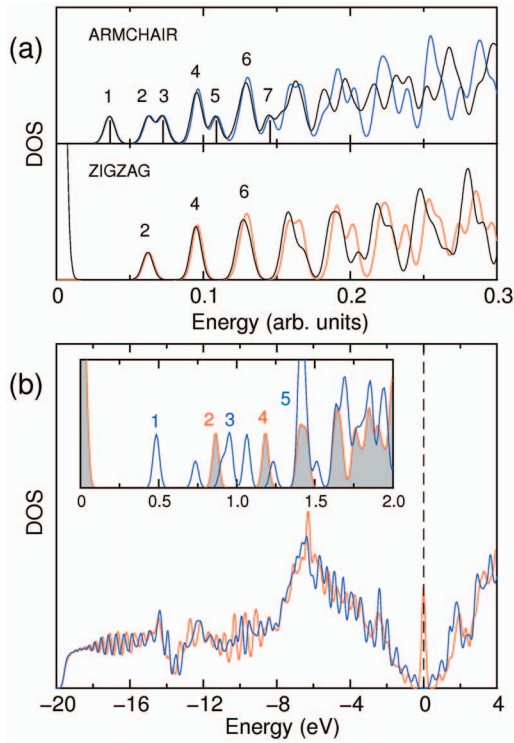 (a)
ARMCHAIR
1 2 3 4 5 6 7
DOS
ZIGZAG
2 4 6
0 0.1 0.2 0.3
Energy (arb. units)
(b)
1 2 3 4 5
0 0.5 1.0 1.5 2.0
DOS
−20 −16 −12 −8 −4 0 4
Energy (eV)